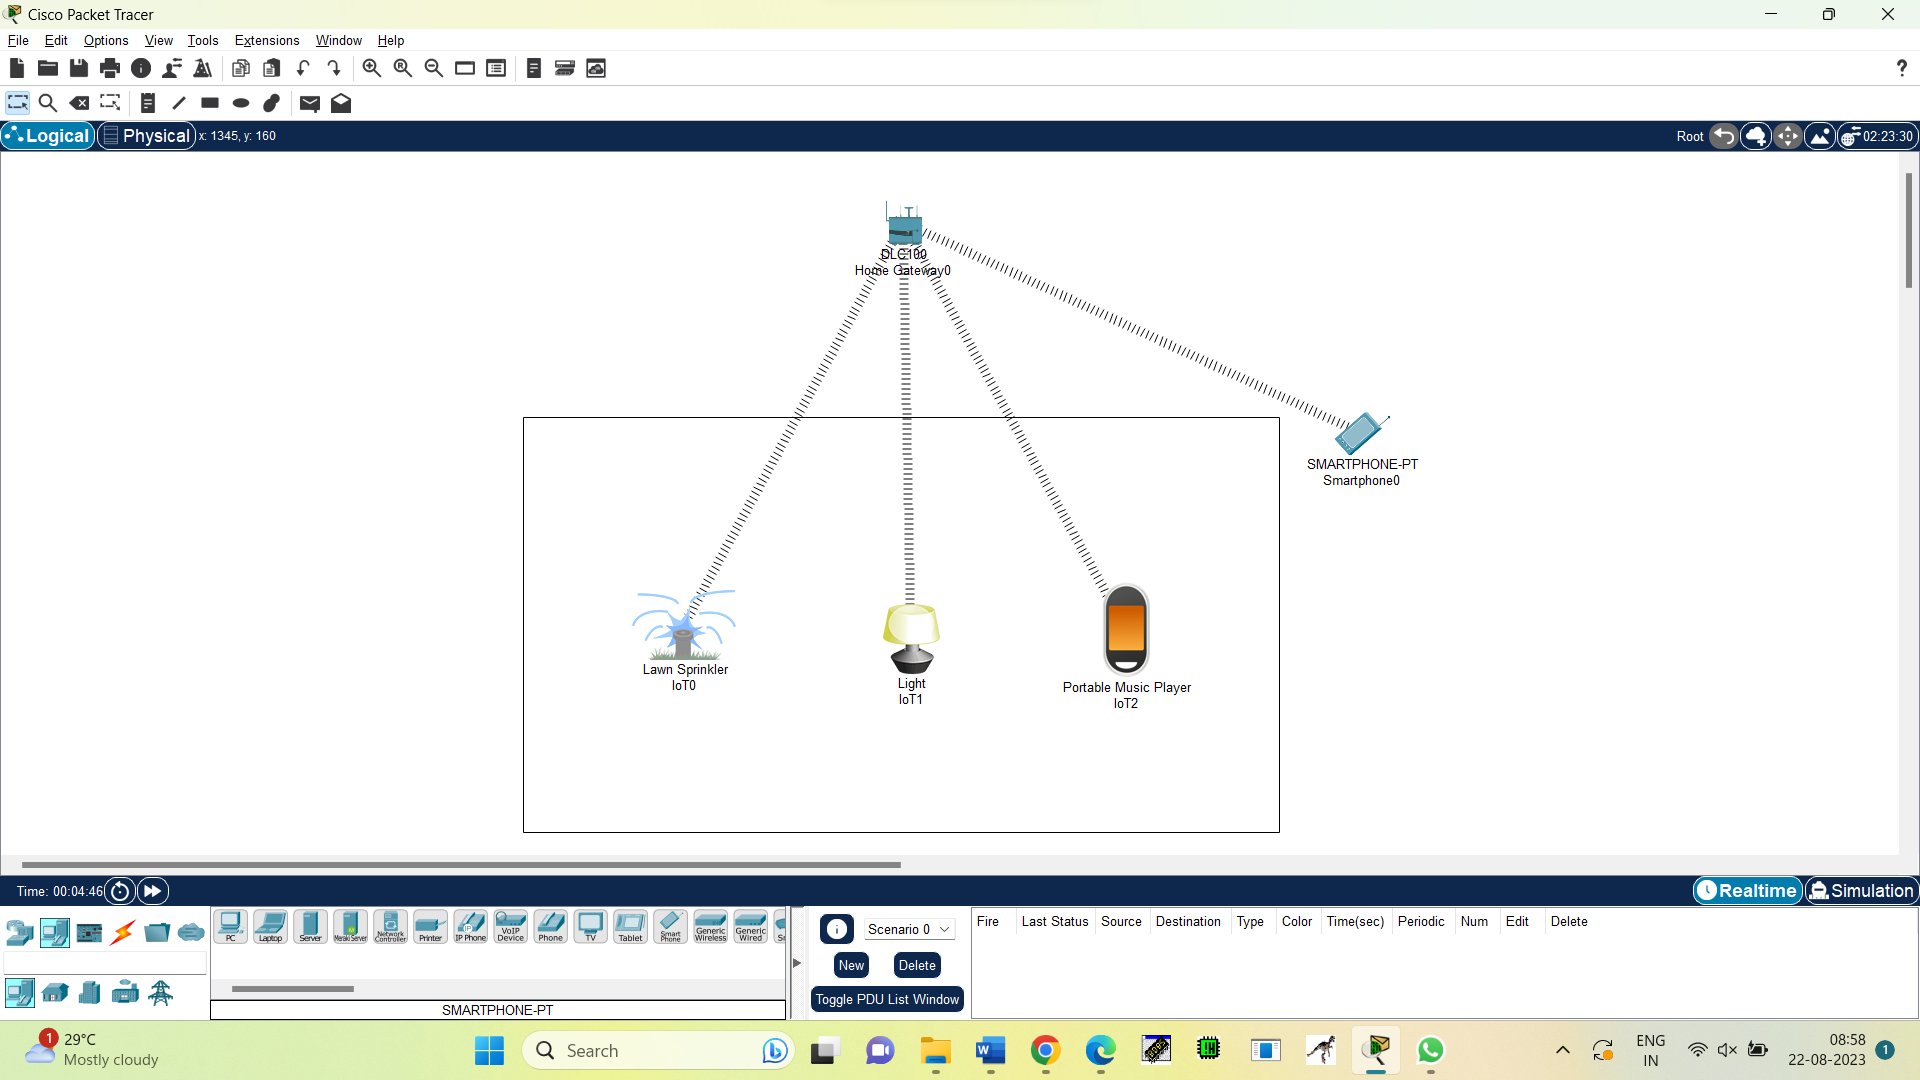 Cisco Packet Tracer
File Edit Options View Tools Extensions Window Help
Logical Physical x: 1345, y: 160 Root 02:23:30
DLC100
Home Gateway0
SMARTPHONE-PT
Smartphone0
Lawn Sprinkler
IoT0
Light
IoT1
Portable Music Player
IoT2
Time: 00:04:46 Realtime Simulation
PC Laptop Server Meraki Server Network Controller Printer IP Phone VoIP Device Phone TV Tablet Smart Phone Generic Wireless Generic Wired
SMARTPHONE-PT
Scenario 0
New Delete
Toggle PDU List Window
Fire Last Status Source Destination Type Color Time(sec) Periodic Num Edit Delete
1 29°C
Mostly cloudy
Search
ENG
IN
08:58
22-08-2023 1